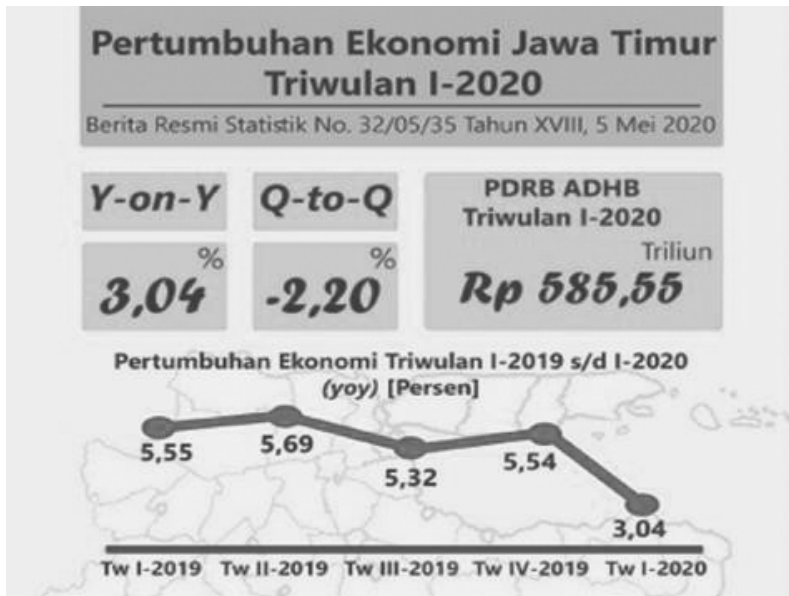 Pertumbuhan Ekonomi Jawa Timur
Triwulan I-2020
Berita Resmi Statistik No. 32/05/35 Tahun XVIII, 5 Mei 2020
Y-on-Y
Q-to-Q
PDRB ADHB
Triwulan I-2020
%
3,04
%
-2,20
Triliun
Rp 585,55
Pertumbuhan Ekonomi Triwulan I-2019 s/d I-2020
(yoy) [Persen]
5,55
5,69
5,32
5,54
3,04
Tw I-2019 Tw II-2019 Tw III-2019 Tw IV-2019 Tw I-2020